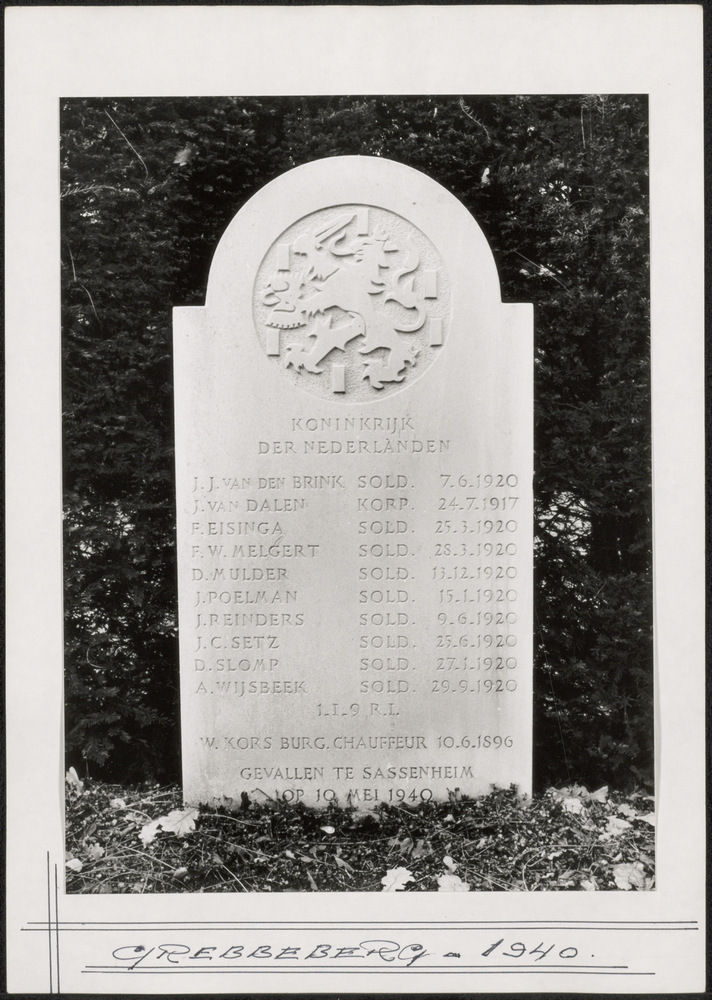 KONINKRIJK
DER NEDERLANDEN
J. J. VAN DEN BRINK SOLD. 7.6.1920
J. VAN DALEN KORP. 24.7.1917
F. EISINGA SOLD. 25.3.1920
F. W. MELGERT SOLD. 28.3.1920
D. MULDER SOLD. 13.12.1920
J. POELMAN SOLD. 15.1.1920
J. REINDERS SOLD. 9.6.1920
J. C. SETZ SOLD. 25.6.1920
D. SLOMP SOLD. 27.1.1920
A. WIJSBEEK SOLD. 29.9.1920
1_I_9 R.I.
W. KORS BURG. CHAUFFEUR 10.6.1896
GEVALLEN TE SASSENHEIM
OP 10 MEI 1940
GREBBEBERG - 1940.